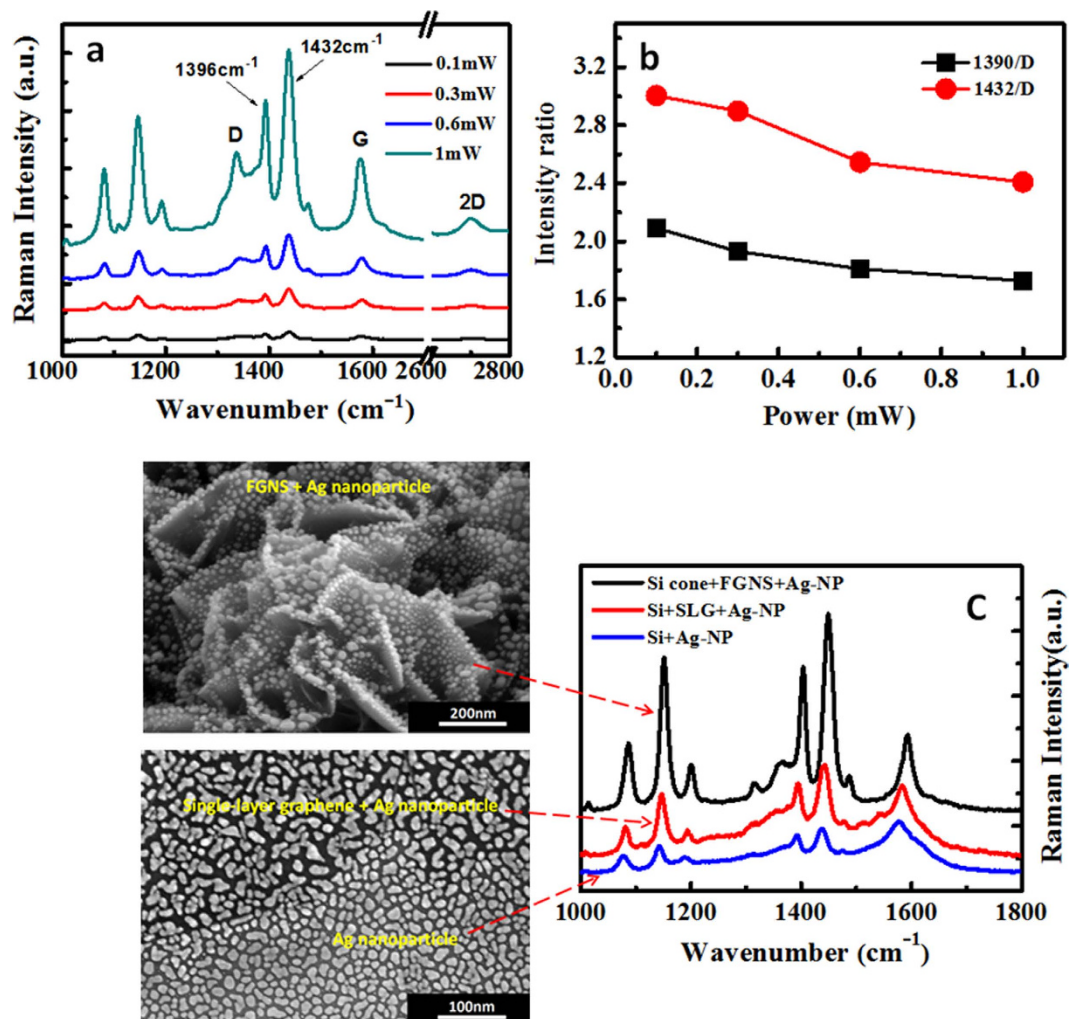 a
1396cm⁻¹
1432cm⁻¹
0.1mW
0.3mW
0.6mW
1mW
D
G
2D
Raman Intensity (a.u.)
1000 1200 1400 1600 2600 2800
Wavenumber (cm⁻¹)
b
1390/D
1432/D
3.2
2.8
2.4
2.0
1.6
1.2
Intensity ratio
0.0 0.2 0.4 0.6 0.8 1.0
Power (mW)
FGNS + Ag nanoparticle
200nm
Single-layer graphene + Ag nanoparticle
Ag nanoparticle
100nm
Si cone+FGNS+Ag-NP
Si+SLG+Ag-NP
Si+Ag-NP
C
Raman Intensity(a.u.)
1000 1200 1400 1600 1800
Wavenumber (cm⁻¹)